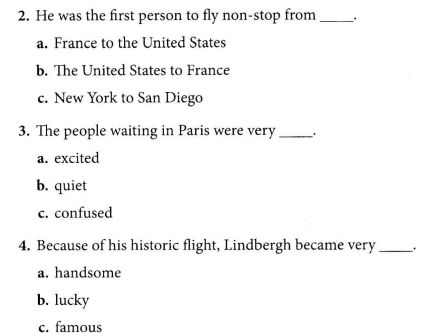 2. He was the first person to fly non-stop from _____.
a. France to the United States
b. The United States to France
c. New York to San Diego
3. The people waiting in Paris were very _____.
a. excited
b. quiet
c. confused
4. Because of his historic flight, Lindbergh became very _____.
a. handsome
b. lucky
c. famous